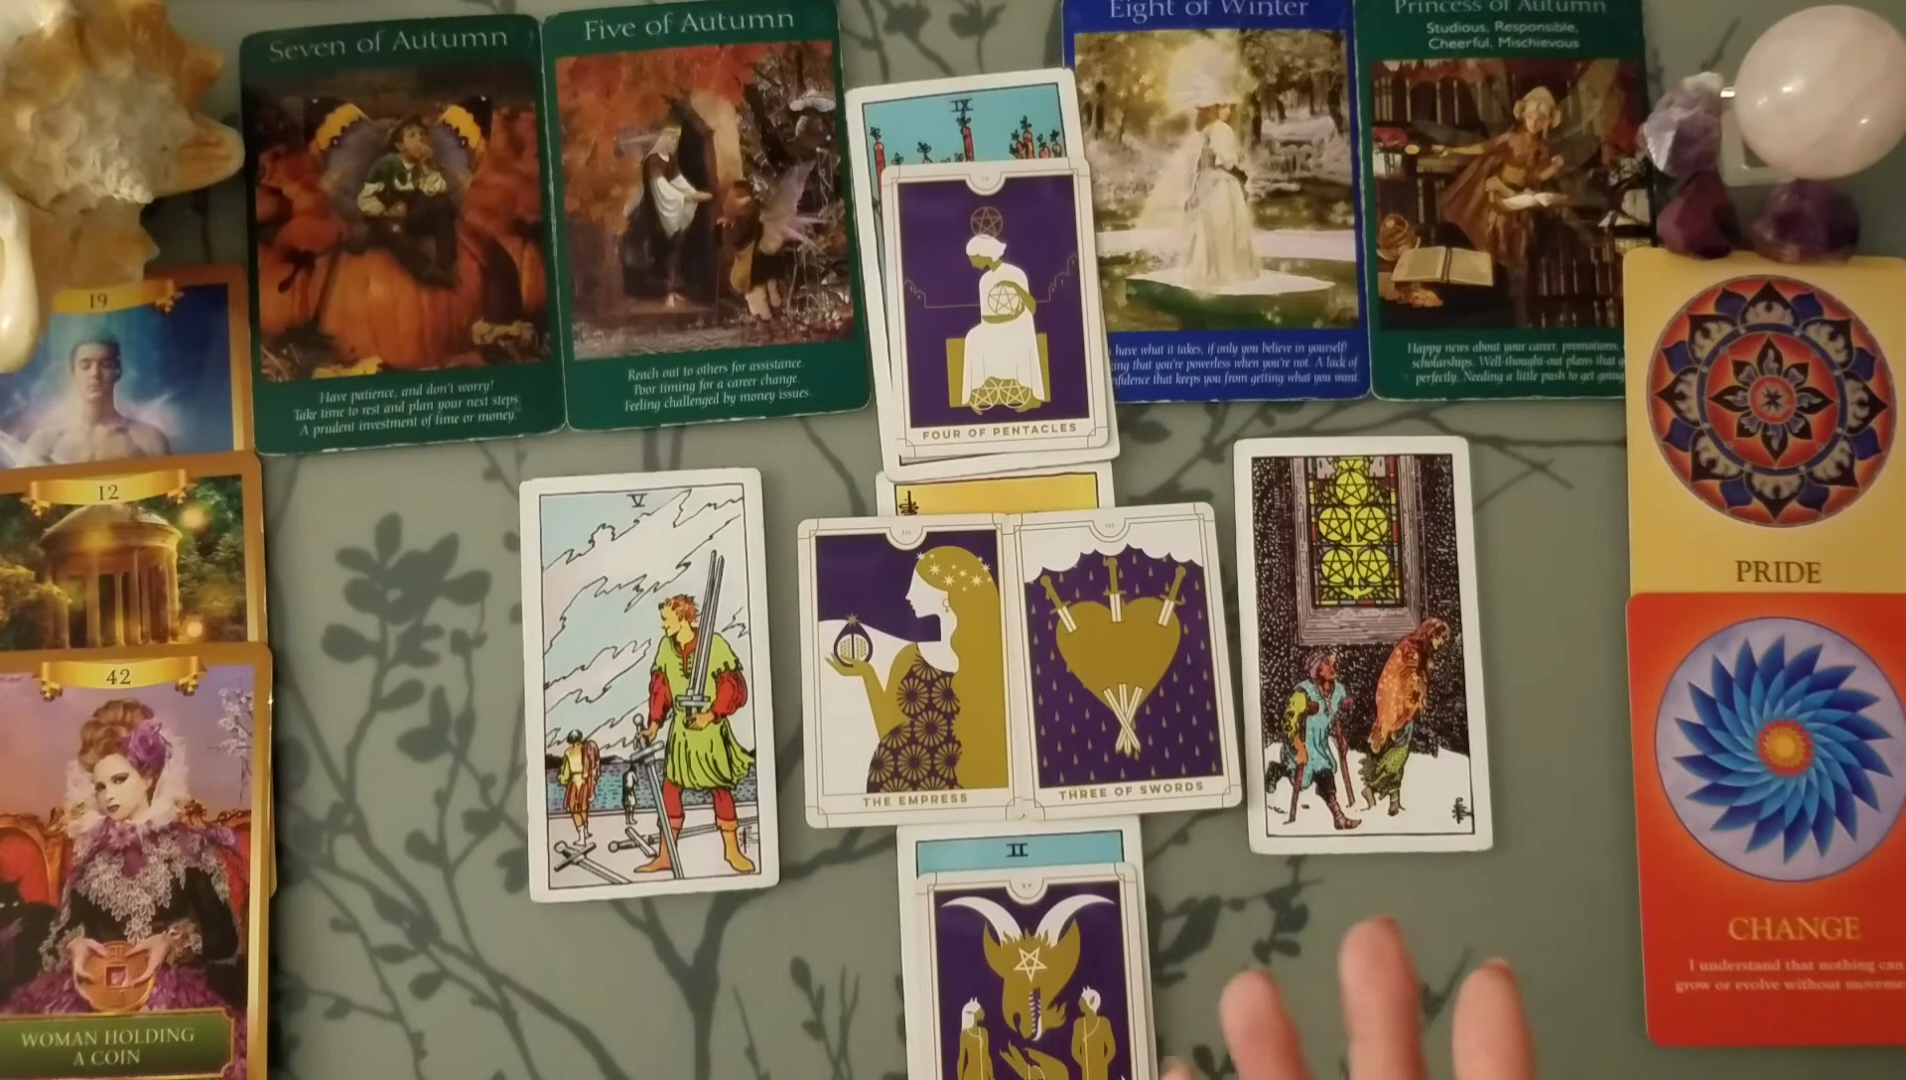 Seven of Autumn
Have patience, and don't worry!
Take time to rest and plan your next steps.
A prudent investment of time or money.
Five of Autumn
Reach out to others for assistance.
Poor timing for a career change.
Feeling challenged by money issues.
IX
IV
FOUR OF PENTACLES
Eight of Winter
have what it takes, if only you believe in yourself!
that you're powerless when you're not. A lack of
that keeps you from getting what you want.
Princess of Autumn
Studious, Responsible,
Cheerful, Mischievous
Happy news about your career, promotions,
scholarships. Well-thought-out plans that
perfectly. Needing a little push to get going
19
12
42
WOMAN HOLDING
A COIN
V
III
THE EMPRESS
III
THREE OF SWORDS
II
XV
PRIDE
CHANGE
I understand that nothing can
grow or evolve without